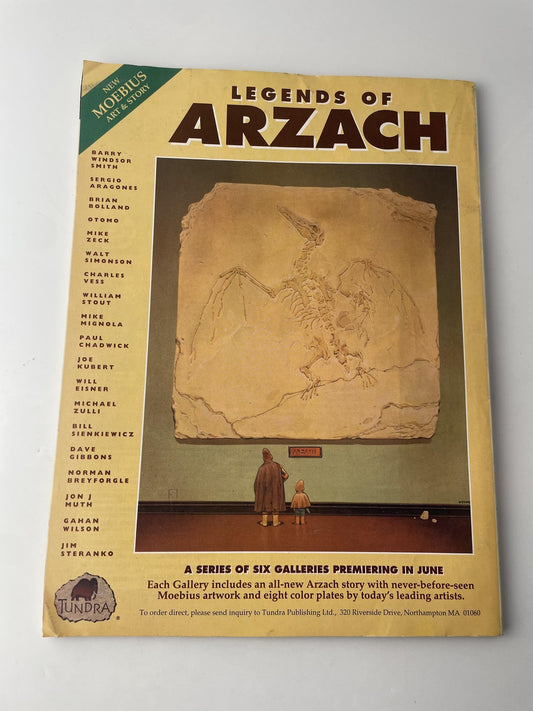 NEW
MOEBIUS
ART & STORY
LEGENDS OF
ARZACH
BARRY
WINDSOR
SMITH
SERGIO
ARAGONES
BRIAN
BOLLAND
OTOMO
MIKE
ZECK
WALT
SIMONSON
CHARLES
VESS
WILLIAM
STOUT
MIKE
MIGNOLA
PAUL
CHADWICK
JOE
KUBERT
WILL
EISNER
MICHAEL
ZULLI
BILL
SIENKIEWICZ
DAVE
GIBBONS
NORMAN
BREYFORGLE
JON J
MUTH
GAHAN
WILSON
JIM
STERANKO
ARZACH
TUNDRA
®
A SERIES OF SIX GALLERIES PREMIERING IN JUNE
Each Gallery includes an all-new Arzach story with never-before-seen
Moebius artwork and eight color plates by today's leading artists.
To order direct, please send inquiry to Tundra Publishing Ltd., 320 Riverside Drive, Northampton MA 01060